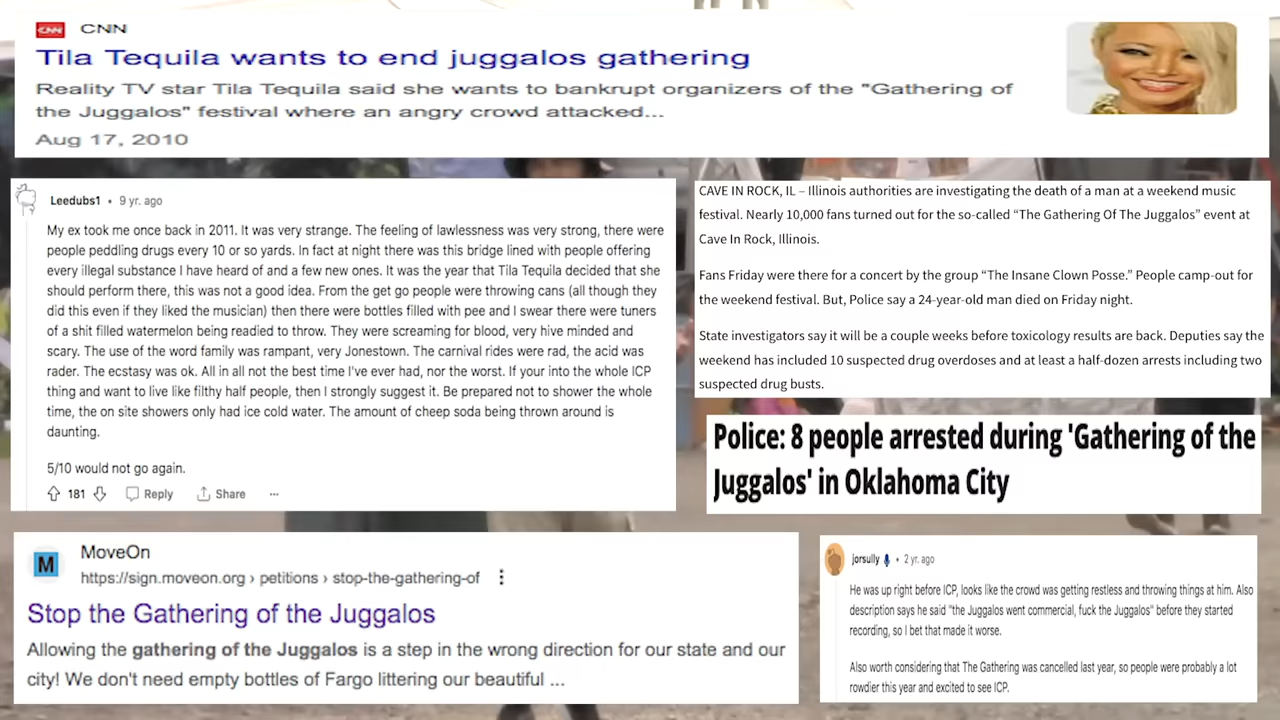 CNN
CNN
Tila Tequila wants to end juggalos gathering
Reality TV star Tila Tequila said she wants to bankrupt organizers of the "Gathering of
the Juggalos" festival where an angry crowd attacked...
Aug 17, 2010
Leedubs1 • 9 yr. ago
My ex took me once back in 2011. It was very strange. The feeling of lawlessness was very strong, there were
people peddling drugs every 10 or so yards. In fact at night there was this bridge lined with people offering
every illegal substance I have heard of and a few new ones. It was the year that Tila Tequila decided that she
should perform there, this was not a good idea. From the get go people were throwing cans (all though they
did this even if they liked the musician) then there were bottles filled with pee and I swear there were tuners
of a shit filled watermelon being readied to throw. They were screaming for blood, very hive minded and
scary. The use of the word family was rampant, very Jonestown. The carnival rides were rad, the acid was
rader. The ecstasy was ok. All in all not the best time I've ever had, nor the worst. If your into the whole ICP
thing and want to live like filthy half people, then I strongly suggest it. Be prepared not to shower the whole
time, the on site showers only had ice cold water. The amount of cheep soda being thrown around is
daunting.
5/10 would not go again.
181 Reply Share ...
CAVE IN ROCK, IL – Illinois authorities are investigating the death of a man at a weekend music
festival. Nearly 10,000 fans turned out for the so-called “The Gathering Of The Juggalos” event at
Cave In Rock, Illinois.
Fans Friday were there for a concert by the group “The Insane Clown Posse.” People camp-out for
the weekend festival. But, Police say a 24-year-old man died on Friday night.
State investigators say it will be a couple weeks before toxicology results are back. Deputies say the
weekend has included 10 suspected drug overdoses and at least a half-dozen arrests including two
suspected drug busts.
Police: 8 people arrested during 'Gathering of the
Juggalos' in Oklahoma City
M
MoveOn
https://sign.moveon.org › petitions › stop-the-gathering-of
Stop the Gathering of the Juggalos
Allowing the gathering of the Juggalos is a step in the wrong direction for our state and our
city! We don't need empty bottles of Fargo littering our beautiful ...
jorsully • 2 yr. ago
He was up right before ICP, looks like the crowd was getting restless and throwing things at him. Also
description says he said "the Juggalos went commercial, fuck the Juggalos" before they started
recording, so I bet that made it worse.
Also worth considering that The Gathering was cancelled last year, so people were probably a lot
rowdier this year and excited to see ICP.